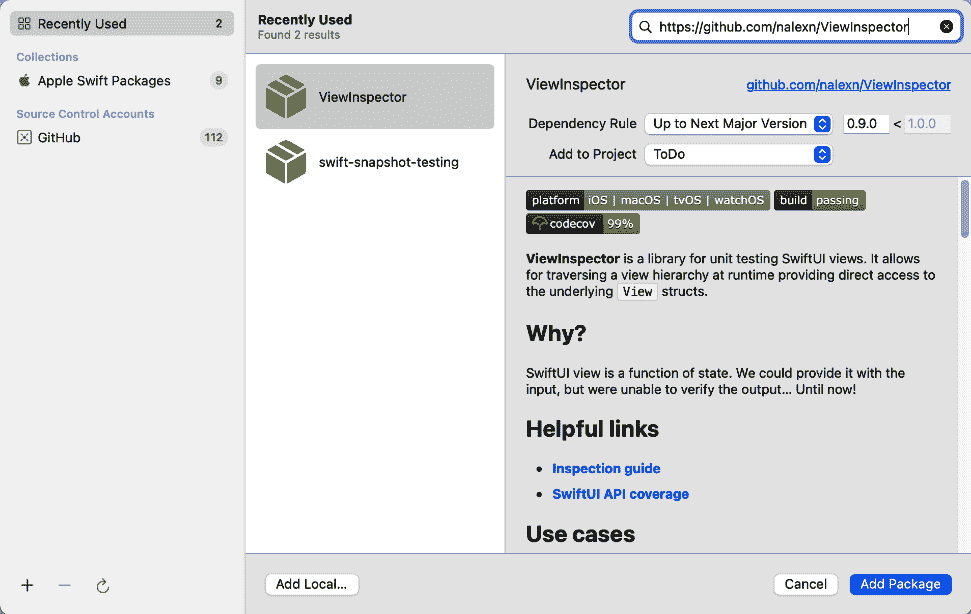 Recently Used 2
Collections
Apple Swift Packages 9
Source Control Accounts
GitHub 112
Recently Used
Found 2 results
https://github.com/nalexn/ViewInspector
ViewInspector
swift-snapshot-testing
ViewInspector github.com/nalexn/ViewInspector
Dependency Rule Up to Next Major Version 0.9.0 < 1.0.0
Add to Project ToDo
platform iOS | macOS | tvOS | watchOS build passing
codecov 99%
ViewInspector is a library for unit testing SwiftUI views. It allows
for traversing a view hierarchy at runtime providing direct access to
the underlying View structs.
Why?
SwiftUI view is a function of state. We could provide it with the
input, but were unable to verify the output... Until now!
Helpful links
• Inspection guide
• SwiftUI API coverage
Use cases
Add Local... Cancel Add Package